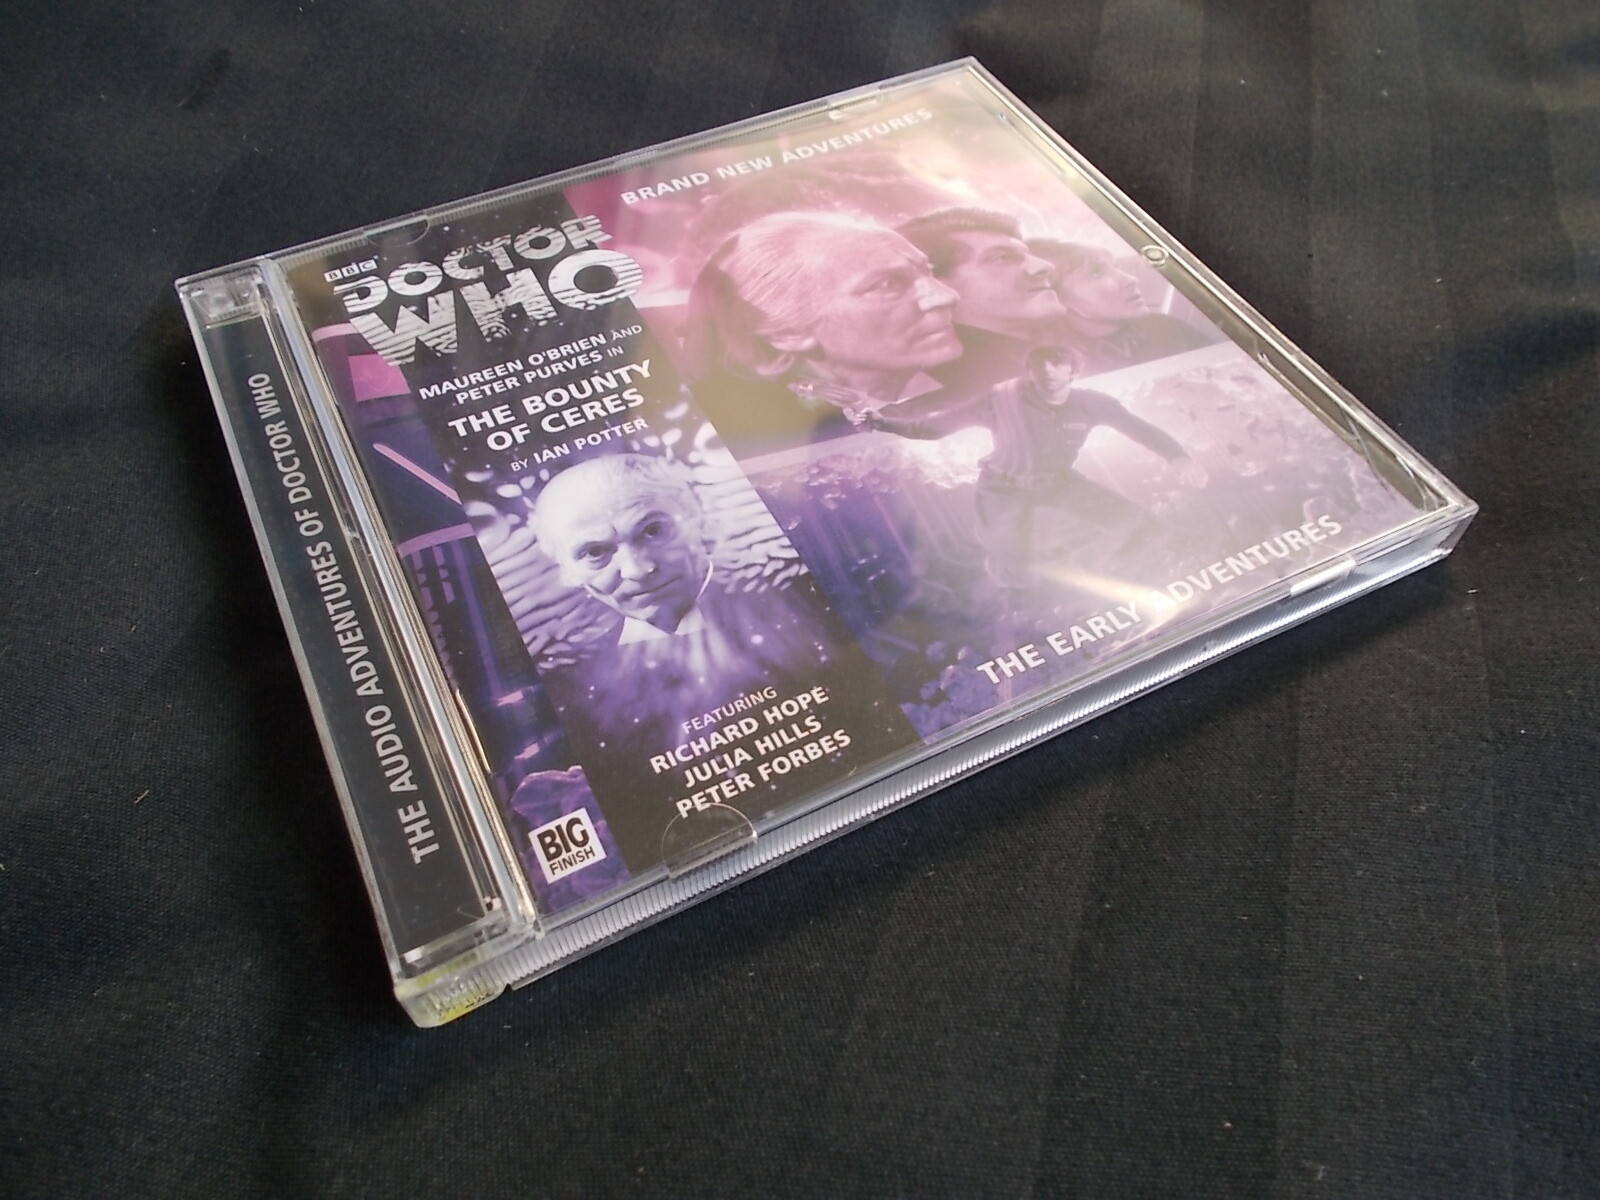 THE AUDIO ADVENTURES OF DOCTOR WHO
BRAND NEW ADVENTURES
BBC
DOCTOR
WHO
MAUREEN O'BRIEN AND
PETER PURVES IN
THE BOUNTY
OF CERES
BY IAN POTTER
FEATURING
RICHARD HOPE
JULIA HILLS
PETER FORBES
BIG
FINISH
THE EARLY ADVENTURES